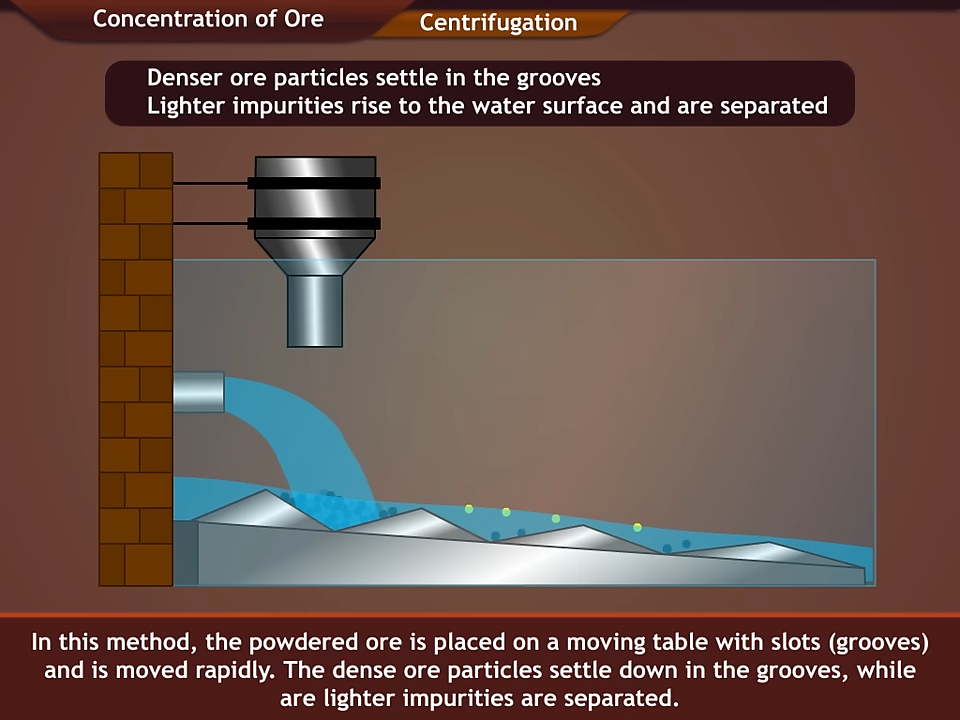 Concentration of Ore
Centrifugation
Denser ore particles settle in the grooves
Lighter impurities rise to the water surface and are separated
In this method, the powdered ore is placed on a moving table with slots (grooves)
and is moved rapidly. The dense ore particles settle down in the grooves, while
are lighter impurities are separated.